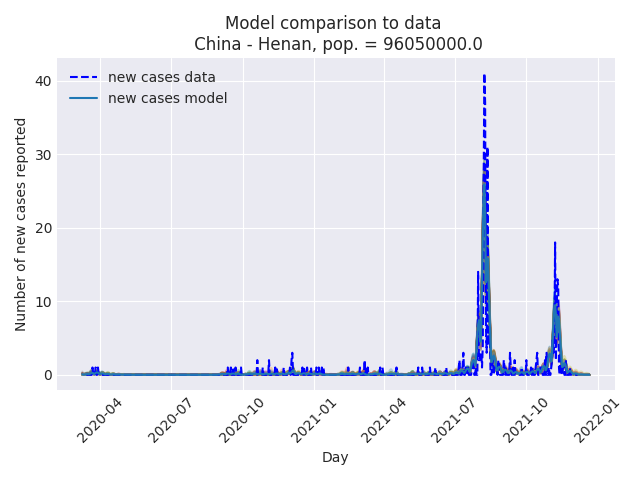 Model comparison to data
China - Henan, pop. = 96050000.0
new cases data
new cases model
Number of new cases reported
40
30
20
10
0
2020-04
2020-07
2020-10
2021-01
2021-04
2021-07
2021-10
2022-01
Day